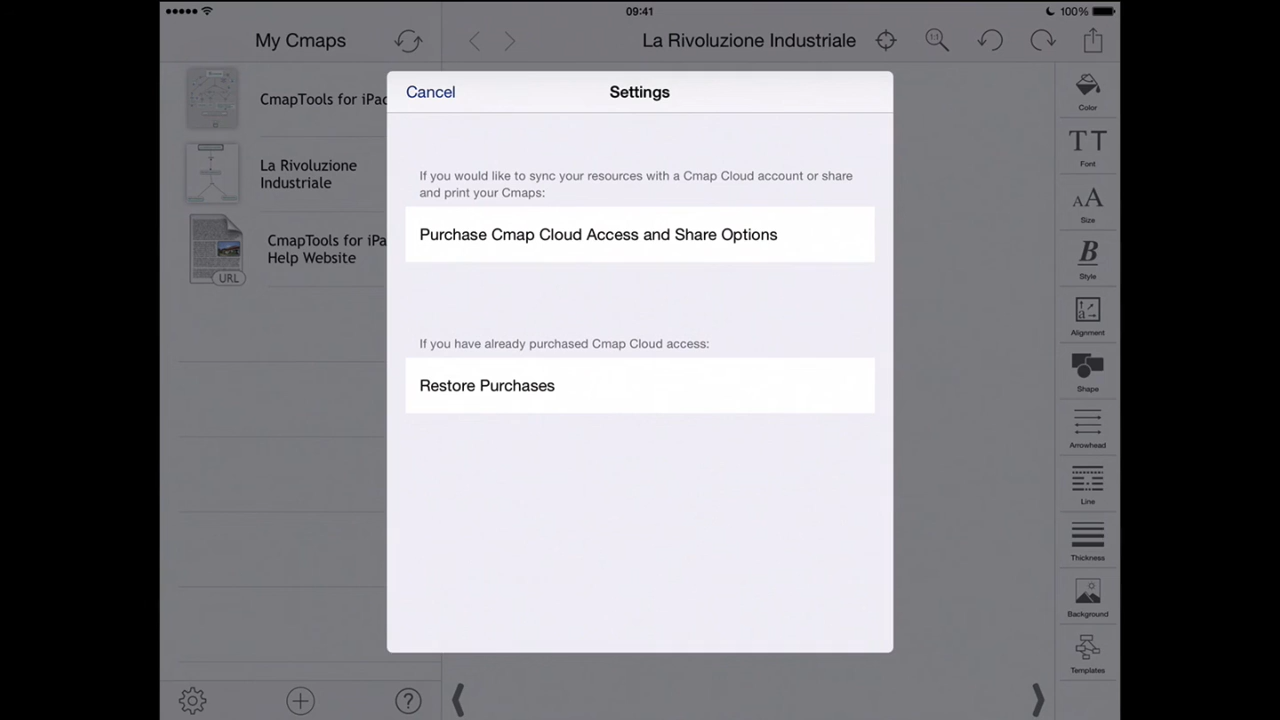 09:41
100%
My Cmaps
La Rivoluzione Industriale
1:1
CmapTools for iPad
La Rivoluzione
Industriale
CmapTools for iPa
Help Website
URL
Cancel
Settings
If you would like to sync your resources with a Cmap Cloud account or share
and print your Cmaps:
Purchase Cmap Cloud Access and Share Options
If you have already purchased Cmap Cloud access:
Restore Purchases
Color
Font
Size
Style
Alignment
Shape
Arrowhead
Line
Thickness
Background
Templates